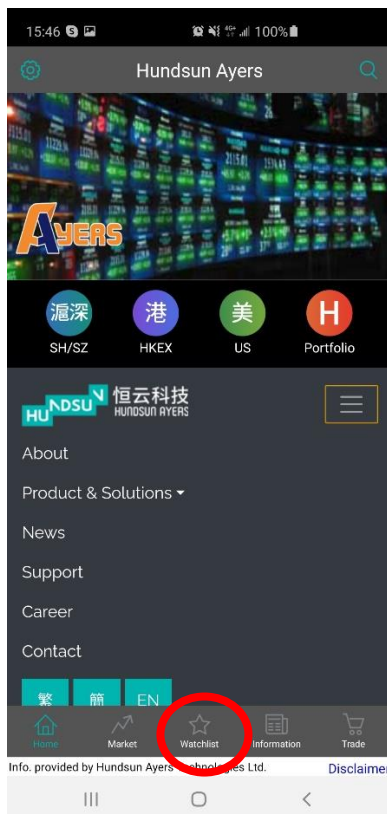 15:46 100%
Hundsun Ayers
AYERS
滬深 港 美 H
SH/SZ HKEX US Portfolio
HUNDSUN 恒云科技
HUNDSUN AYERS
About
Product & Solutions
News
Support
Career
Contact
繁 簡 EN
Home Market Watchlist Information Trade
Info. provided by Hundsun Ayers Technologies Ltd. Disclaimer